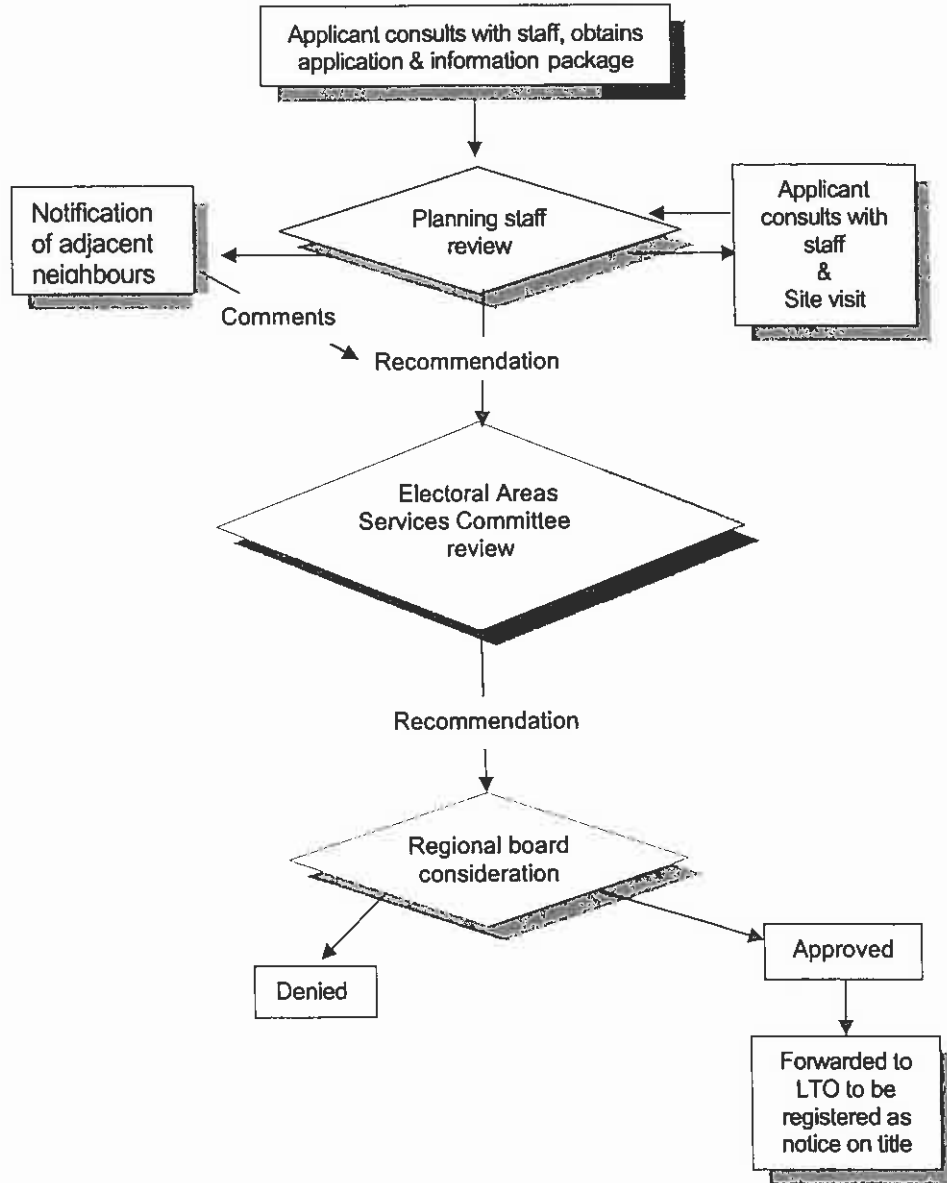 Applicant consults with staff, obtains
application & information package
Planning staff
review
Notification
of adjacent
neighbours
Applicant
consults with
staff
&
Site visit
Comments
Recommendation
Electoral Areas
Services Committee
review
Recommendation
Regional board
consideration
Denied
Approved
Forwarded to
LTO to be
registered as
notice on title